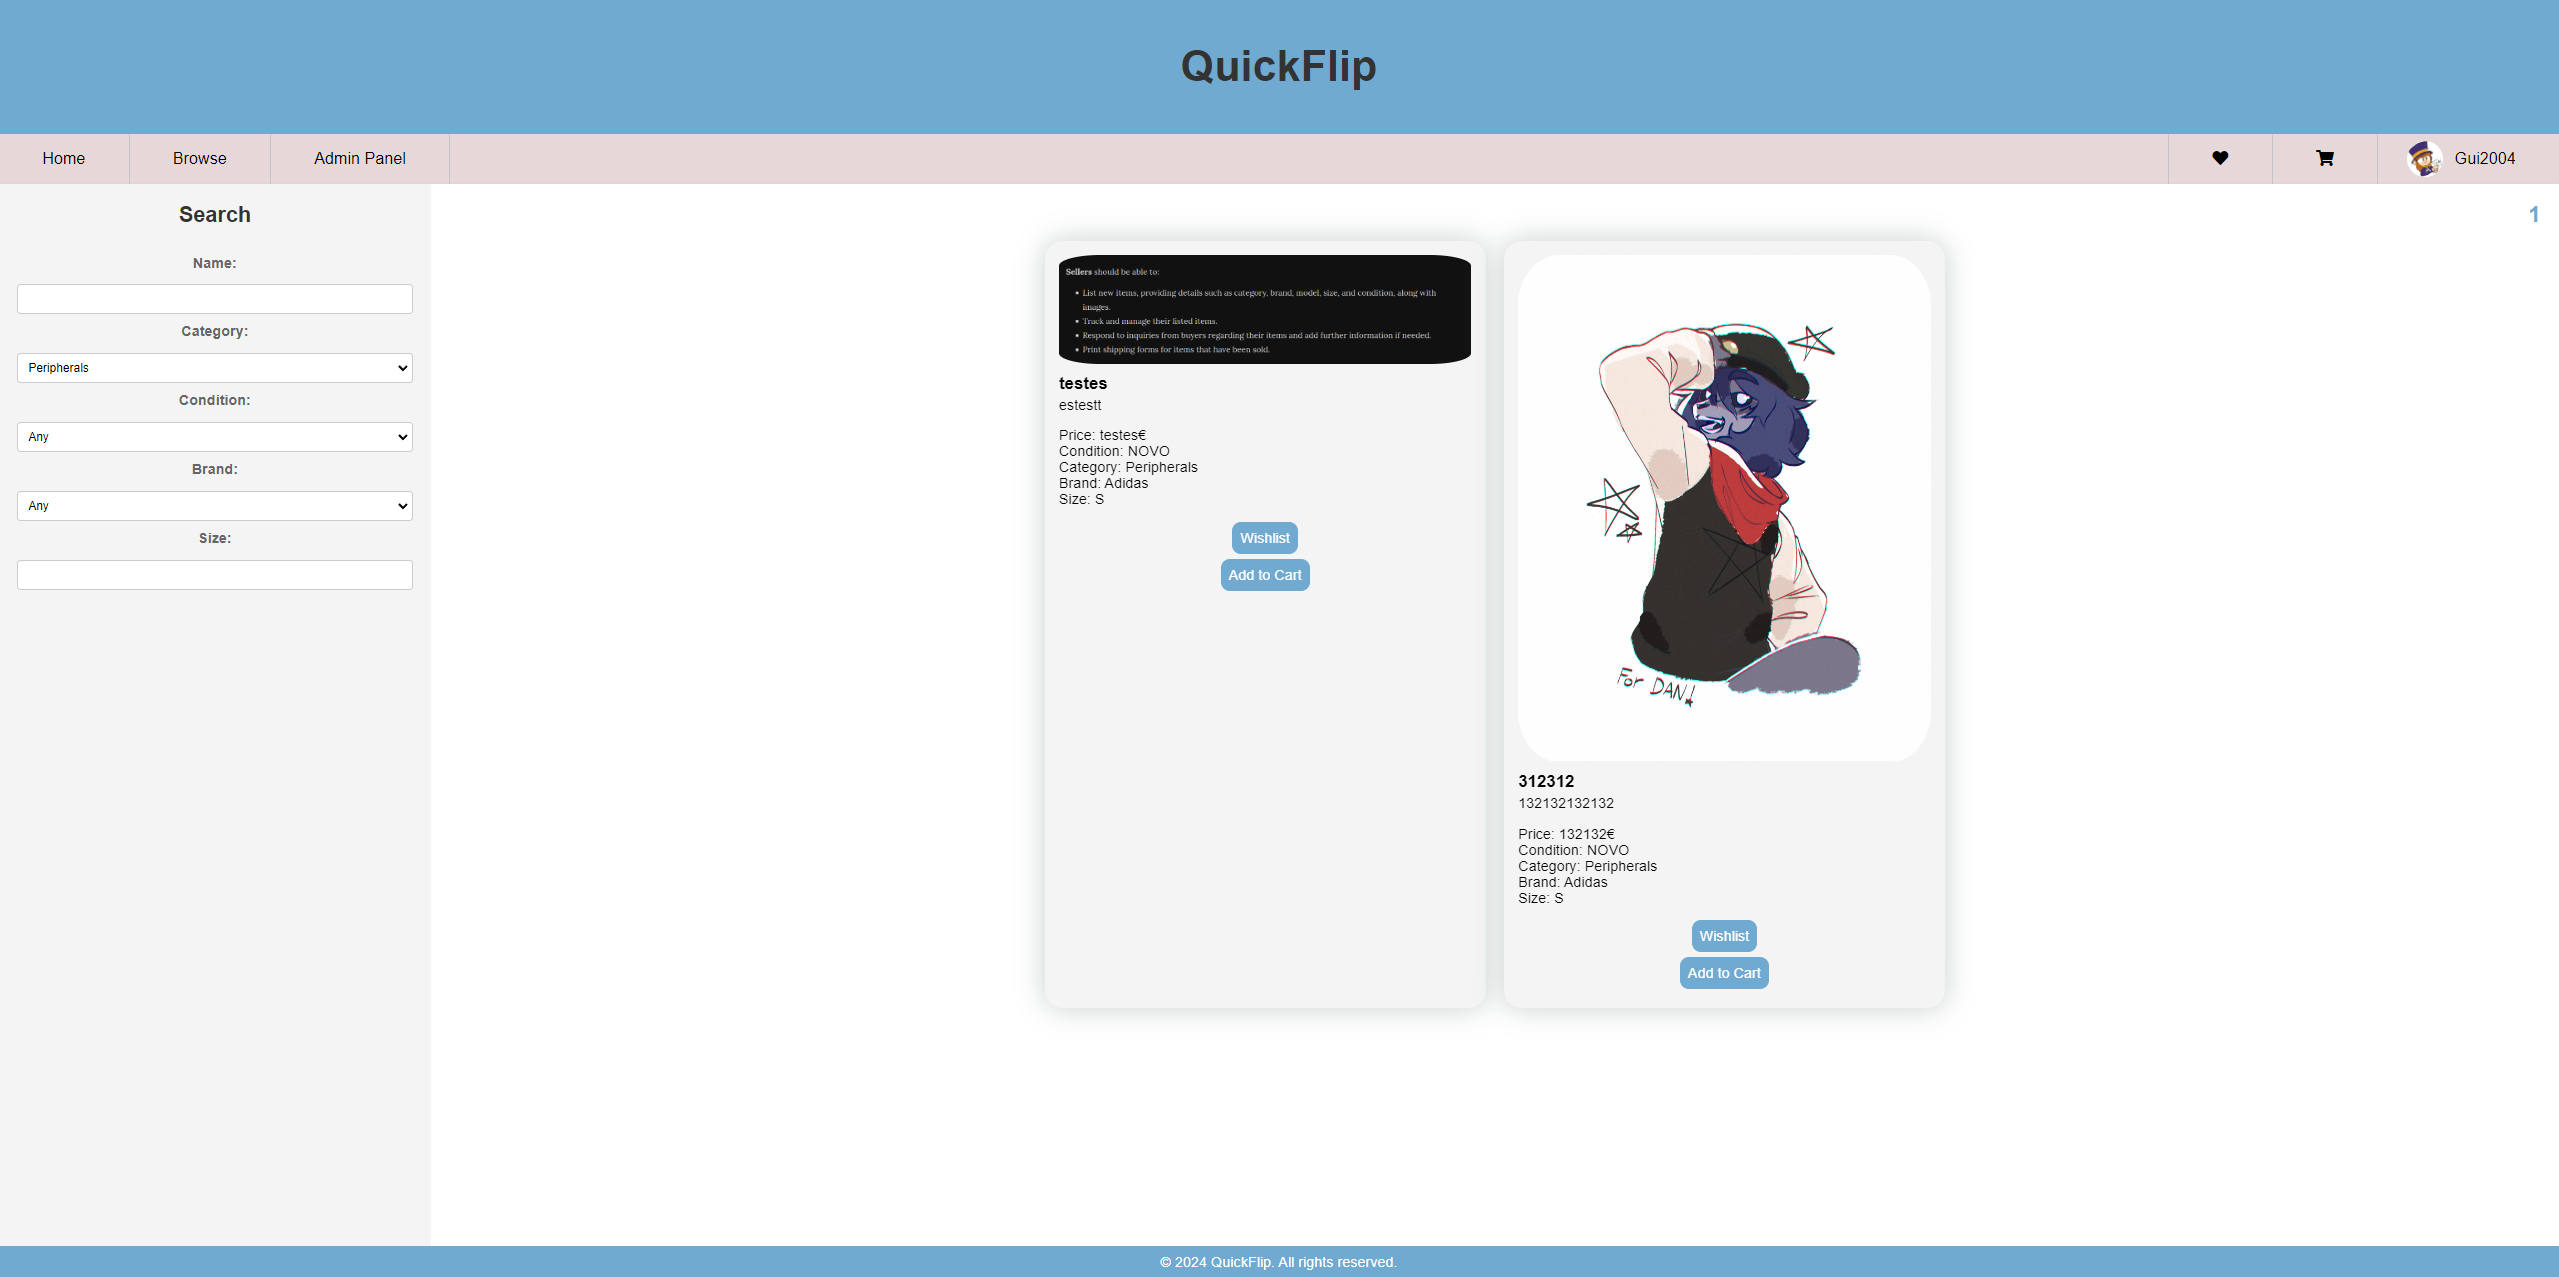 QuickFlip
Home
Browse
Admin Panel
Gui2004
Search
Name:
Category:
Peripherals
Condition:
Any
Brand:
Any
Size:
1
Sellers should be able to:
• List new items, providing details such as category, brand, model, size, and condition, along with
images.
• Track and manage their listed items.
• Respond to inquiries from buyers regarding their items and add further information if needed.
• Print shipping forms for items that have been sold.
testes
estestt
Price: testes€
Condition: NOVO
Category: Peripherals
Brand: Adidas
Size: S
Wishlist
Add to Cart
For DAN!
312312
132132132132
Price: 132132€
Condition: NOVO
Category: Peripherals
Brand: Adidas
Size: S
Wishlist
Add to Cart
© 2024 QuickFlip. All rights reserved.